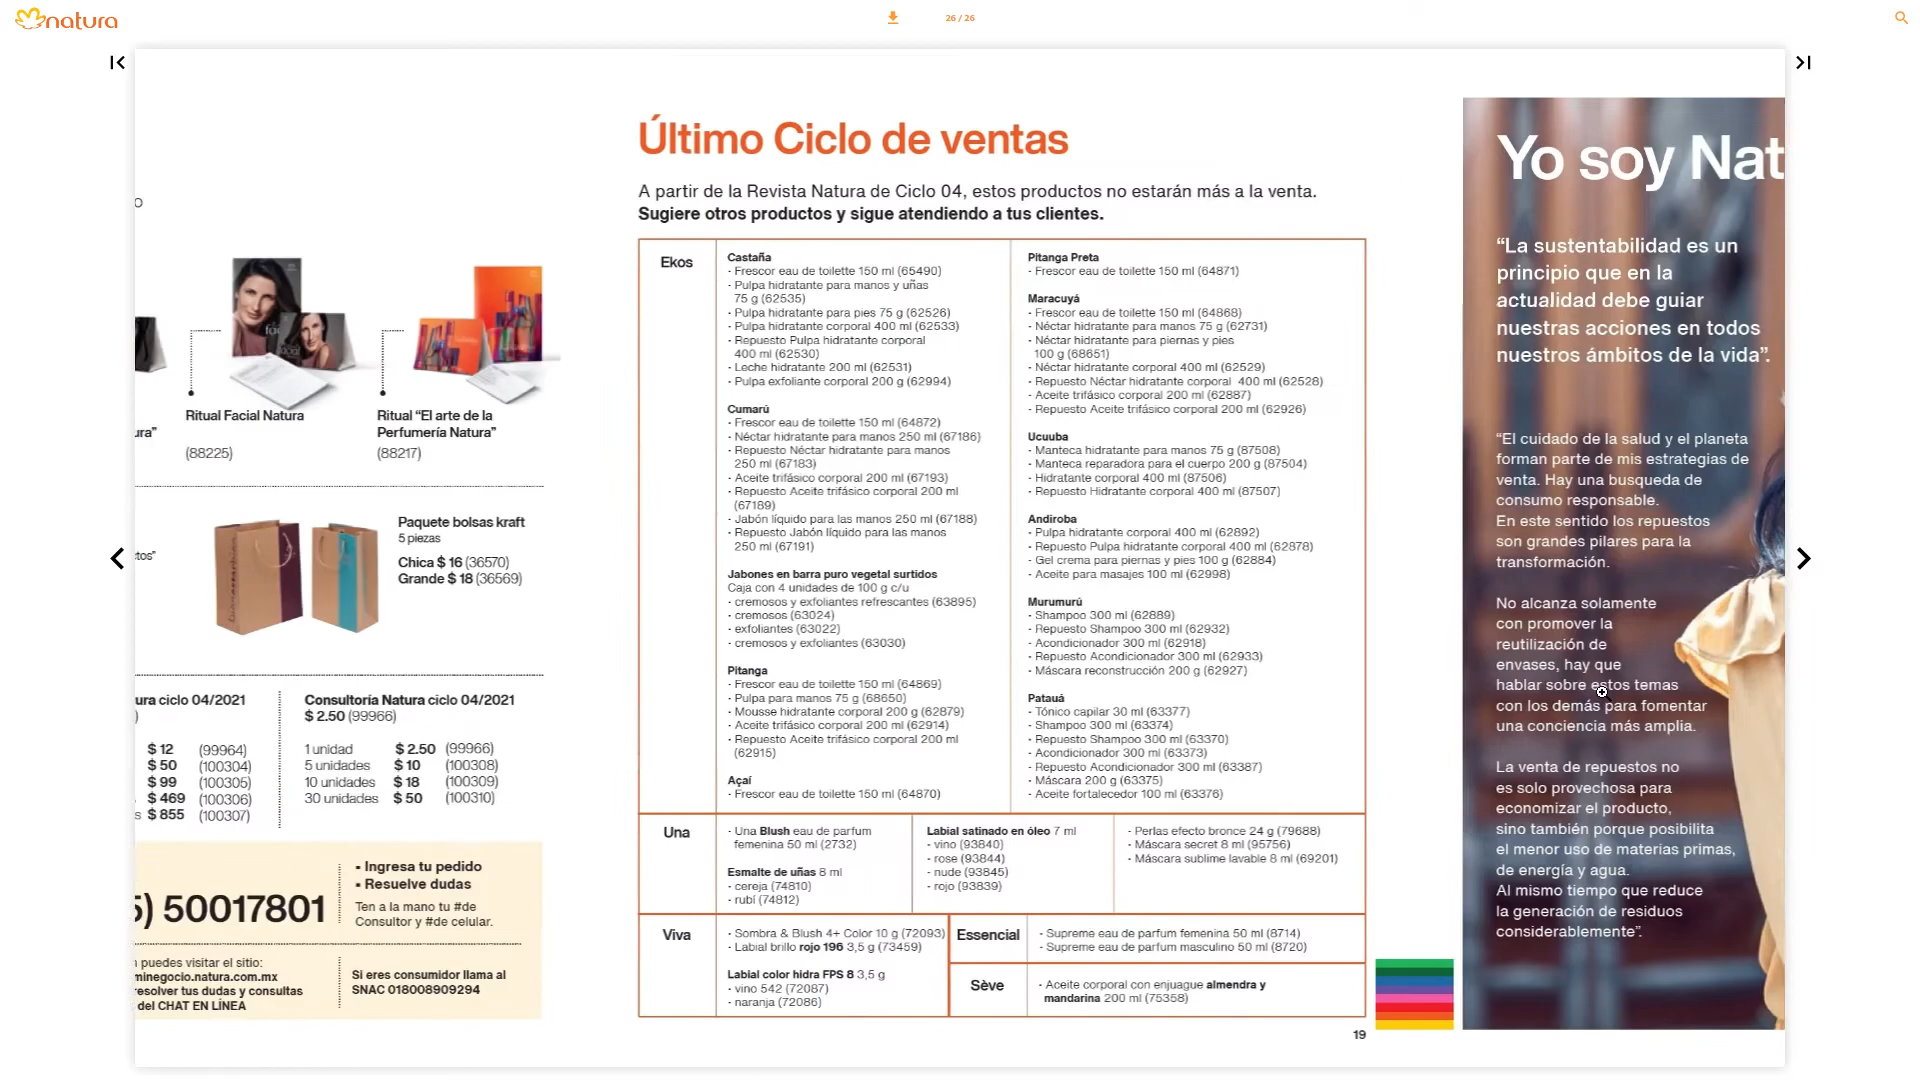 natura
26 / 26
o
ura"
Ritual Facial Natura
(88225)
Ritual “El arte de la
Perfumería Natura”
(88217)
tos"
Paquete bolsas kraft
5 piezas
Chica $ 16 (36570)
Grande $ 18 (36569)
ura ciclo 04/2021
)
$ 12 (99964)
$ 50 (100304)
$ 99 (100305)
$ 469 (100306)
s $ 855 (100307)
Consultoría Natura ciclo 04/2021
$ 2.50 (99966)
1 unidad $ 2.50 (99966)
5 unidades $ 10 (100308)
10 unidades $ 18 (100309)
30 unidades $ 50 (100310)
5) 50017801
▪ Ingresa tu pedido
▪ Resuelve dudas
Ten a la mano tu #de
Consultor y #de celular.
puedes visitar el sitio:
minegocio.natura.com.mx
resolver tus dudas y consultas
del CHAT EN LÍNEA
Si eres consumidor llama al
SNAC 018008909294
Último Ciclo de ventas
A partir de la Revista Natura de Ciclo 04, estos productos no estarán más a la venta.
Sugiere otros productos y sigue atendiendo a tus clientes.
Ekos
Castaña
- Frescor eau de toilette 150 ml (65490)
- Pulpa hidratante para manos y uñas
75 g (62535)
- Pulpa hidratante para pies 75 g (62526)
- Pulpa hidratante corporal 400 ml (62533)
- Repuesto Pulpa hidratante corporal
400 ml (62530)
- Leche hidratante 200 ml (62531)
- Pulpa exfoliante corporal 200 g (62994)
Cumarú
- Frescor eau de toilette 150 ml (64872)
- Néctar hidratante para manos 250 ml (67186)
- Repuesto Néctar hidratante para manos
250 ml (67183)
- Aceite trifásico corporal 200 ml (67193)
- Repuesto Aceite trifásico corporal 200 ml
(67189)
- Jabón líquido para las manos 250 ml (67188)
- Repuesto Jabón líquido para las manos
250 ml (67191)
Jabones en barra puro vegetal surtidos
Caja con 4 unidades de 100 g c/u
- cremosos y exfoliantes refrescantes (63895)
- cremosos (63024)
- exfoliantes (63022)
- cremosos y exfoliantes (63030)
Pitanga
- Frescor eau de toilette 150 ml (64869)
- Pulpa para manos 75 g (68650)
- Mousse hidratante corporal 200 g (62879)
- Aceite trifásico corporal 200 ml (62914)
- Repuesto Aceite trifásico corporal 200 ml
(62915)
Açaí
- Frescor eau de toilette 150 ml (64870)
Pitanga Preta
- Frescor eau de toilette 150 ml (64871)
Maracuyá
- Frescor eau de toilette 150 ml (64868)
- Néctar hidratante para manos 75 g (62731)
- Néctar hidratante para piernas y pies
100 g (68651)
- Néctar hidratante corporal 400 ml (62529)
- Repuesto Néctar hidratante corporal 400 ml (62528)
- Aceite trifásico corporal 200 ml (62887)
- Repuesto Aceite trifásico corporal 200 ml (62926)
Ucuuba
- Manteca hidratante para manos 75 g (87508)
- Manteca reparadora para el cuerpo 200 g (87504)
- Hidratante corporal 400 ml (87506)
- Repuesto Hidratante corporal 400 ml (87507)
Andiroba
- Pulpa hidratante corporal 400 ml (62892)
- Repuesto Pulpa hidratante corporal 400 ml (62878)
- Gel crema para piernas y pies 100 g (62884)
- Aceite para masajes 100 ml (62998)
Murumurú
- Shampoo 300 ml (62889)
- Repuesto Shampoo 300 ml (62932)
- Acondicionador 300 ml (62918)
- Repuesto Acondicionador 300 ml (62933)
- Máscara reconstrucción 200 g (62927)
Patauá
- Tónico capilar 30 ml (63377)
- Shampoo 300 ml (63374)
- Repuesto Shampoo 300 ml (63370)
- Acondicionador 300 ml (63373)
- Repuesto Acondicionador 300 ml (63387)
- Máscara 200 g (63375)
- Aceite fortalecedor 100 ml (63376)
Una
- Una Blush eau de parfum
femenina 50 ml (2732)
Esmalte de uñas 8 ml
- cereja (74810)
- rubí (74812)
Labial satinado en óleo 7 ml
- vino (93840)
- rose (93844)
- nude (93845)
- rojo (93839)
- Perlas efecto bronce 24 g (79688)
- Máscara secret 8 ml (95756)
- Máscara sublime lavable 8 ml (69201)
Viva
- Sombra & Blush 4+ Color 10 g (72093)
- Labial brillo rojo 196 3,5 g (73459)
Labial color hidra FPS 8 3,5 g
- vino 542 (72087)
- naranja (72086)
Essencial
- Supreme eau de parfum femenina 50 ml (8714)
- Supreme eau de parfum masculino 50 ml (8720)
Sève
- Aceite corporal con enjuague almendra y
mandarina 200 ml (75358)
19
Yo soy Nat
“La sustentabilidad es un
principio que en la
actualidad debe guiar
nuestras acciones en todos
nuestros ámbitos de la vida”.
“El cuidado de la salud y el planeta
forman parte de mis estrategias de
venta. Hay una busqueda de
consumo responsable.
En este sentido los repuestos
son grandes pilares para la
transformación.
No alcanza solamente
con promover la
reutilización de
envases, hay que
hablar sobre estos temas
con los demás para fomentar
una conciencia más amplia.
La venta de repuestos no
es solo provechosa para
economizar el producto,
sino también porque posibilita
el menor uso de materias primas,
de energía y agua.
Al mismo tiempo que reduce
la generación de residuos
considerablemente”.